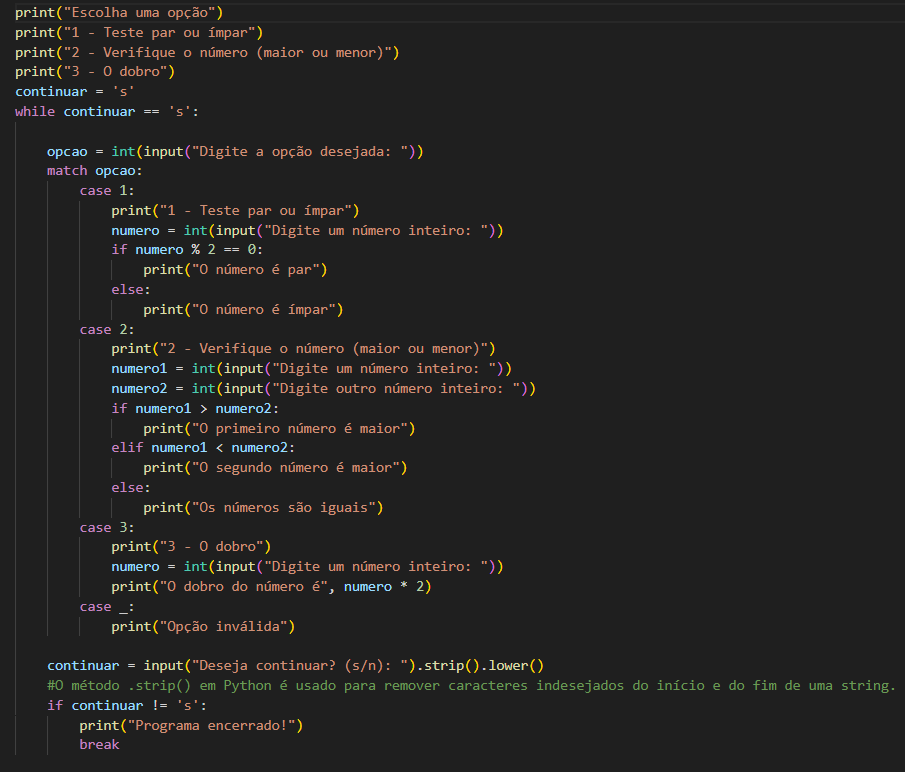 print("Escolha uma opção")
print("1 - Teste par ou ímpar")
print("2 - Verifique o número (maior ou menor)")
print("3 - O dobro")
continuar = 's'
while continuar == 's':
    opcao = int(input("Digite a opção desejada: "))
    match opcao:
        case 1:
            print("1 - Teste par ou ímpar")
            numero = int(input("Digite um número inteiro: "))
            if numero % 2 == 0:
                print("O número é par")
            else:
                print("O número é ímpar")
        case 2:
            print("2 - Verifique o número (maior ou menor)")
            numero1 = int(input("Digite um número inteiro: "))
            numero2 = int(input("Digite outro número inteiro: "))
            if numero1 > numero2:
                print("O primeiro número é maior")
            elif numero1 < numero2:
                print("O segundo número é maior")
            else:
                print("Os números são iguais")
        case 3:
            print("3 - O dobro")
            numero = int(input("Digite um número inteiro: "))
            print("O dobro do número é", numero * 2)
        case _:
            print("Opção inválida")
    continuar = input("Deseja continuar? (s/n): ").strip().lower()
    #O método .strip() em Python é usado para remover caracteres indesejados do início e do fim de uma string.
    if continuar != 's':
        print("Programa encerrado!")
        break